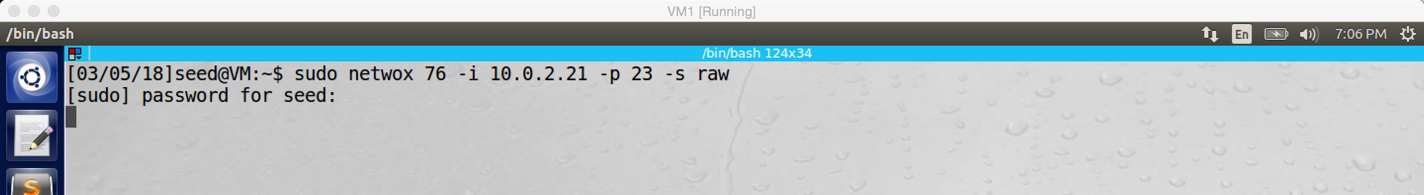 VM1 [Running]
/bin/bash
En
7:06 PM
/bin/bash 124x34
[03/05/18]seed@VM:~$ sudo netwox 76 -i 10.0.2.21 -p 23 -s raw
[sudo] password for seed:
S